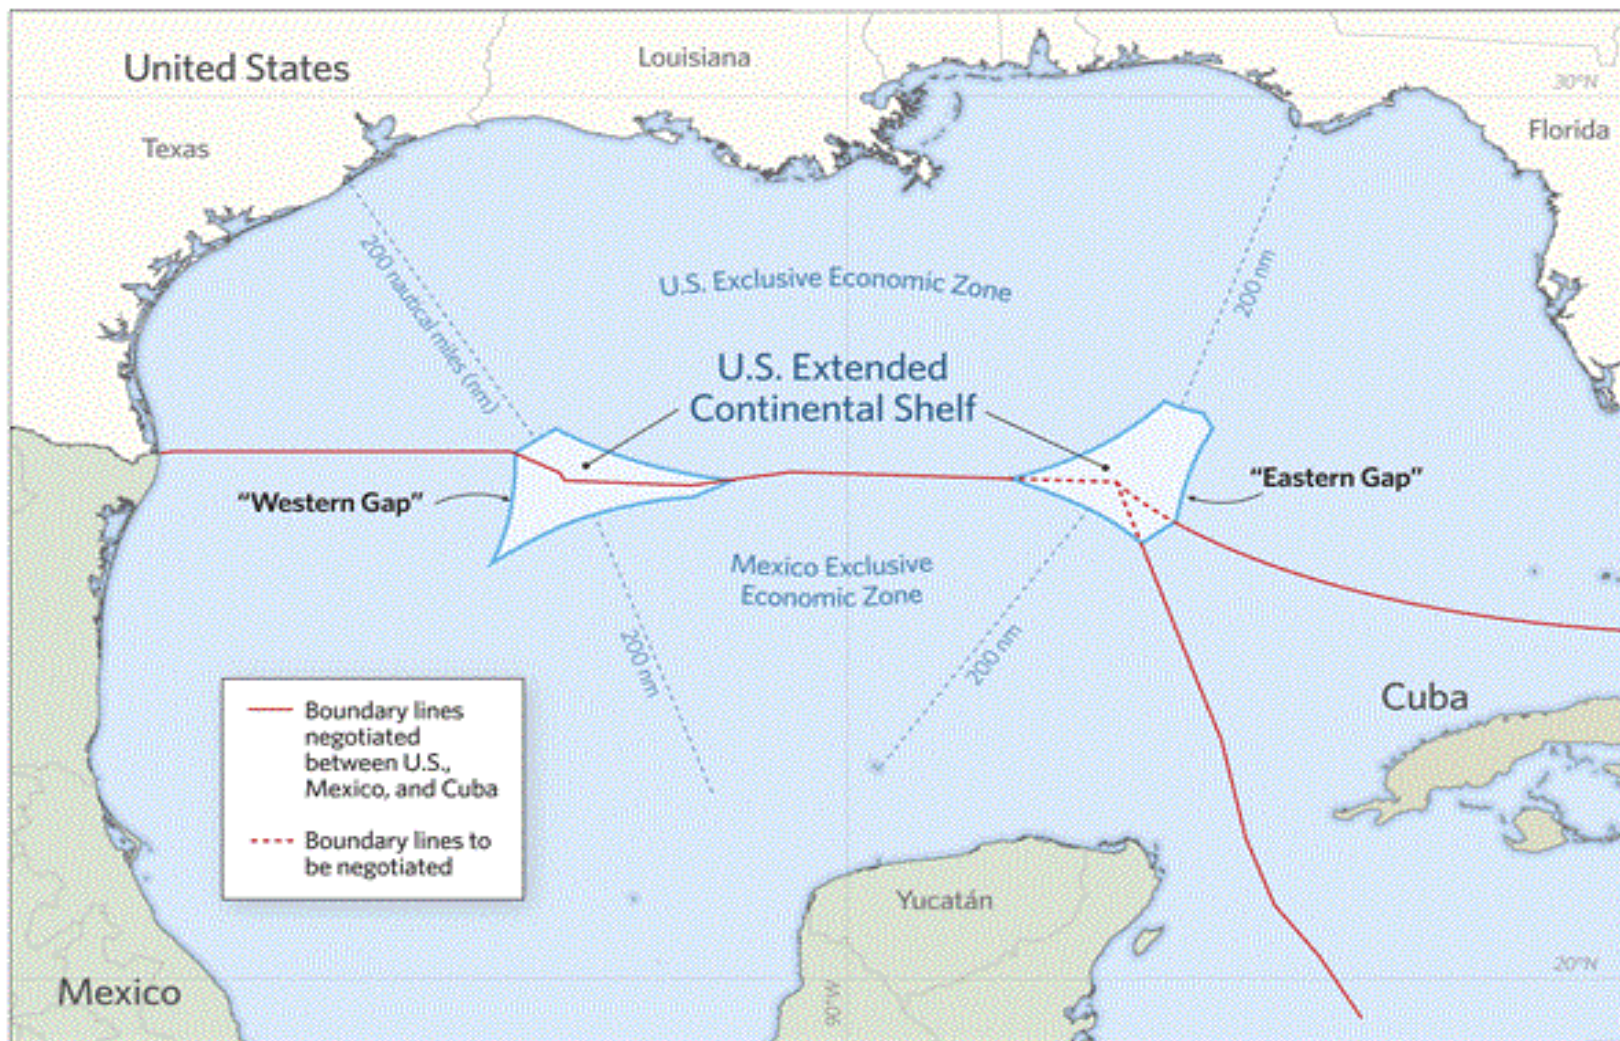 United States
Louisiana
30°N
Texas
Florida
200 nautical miles (nm)
U.S. Exclusive Economic Zone
200 nm
U.S. Extended
Continental Shelf
"Western Gap"
"Eastern Gap"
Mexico Exclusive
Economic Zone
200 nm
200 nm
Cuba
Boundary lines
negotiated
between U.S.,
Mexico, and Cuba
Boundary lines to
be negotiated
Yucatán
20°N
Mexico
90°W